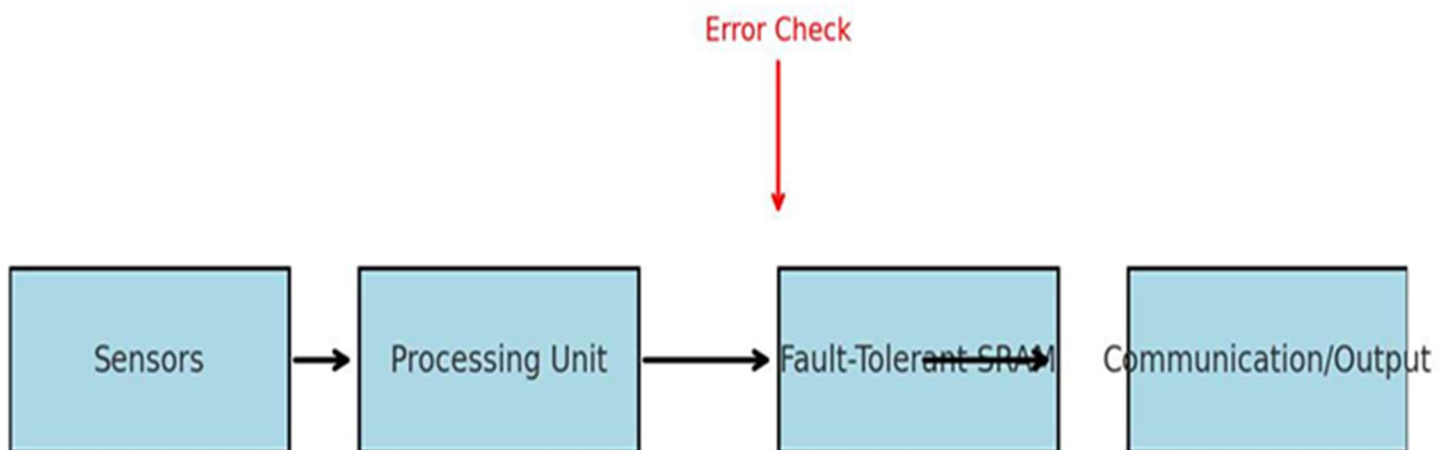 Error Check
Sensors
Processing Unit
Fault-Tolerant SRAM
Communication/Output